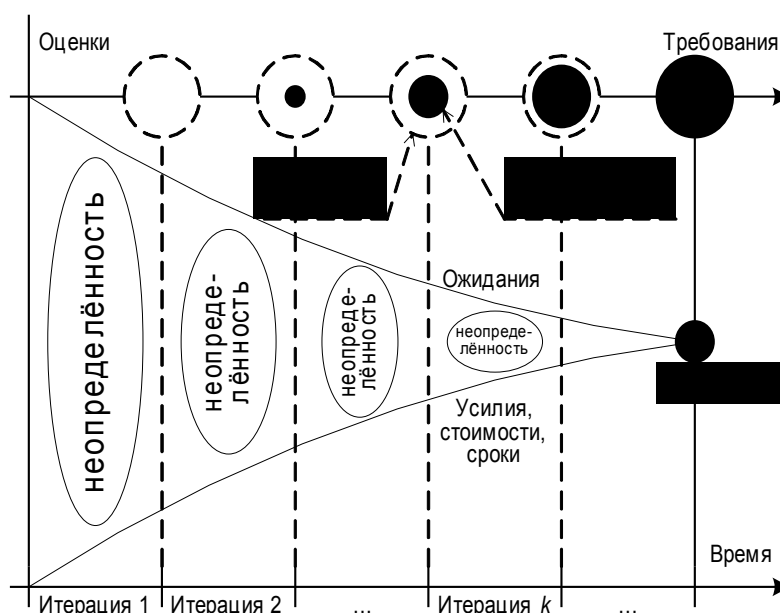 Оценки
Требования
неопределённость
неопреде-
лённость
неопреде-
лённость
Ожидания
неопреде-
лённость
Усилия,
стоимости,
сроки
Время
Итерация 1
Итерация 2
...
Итерация k
...